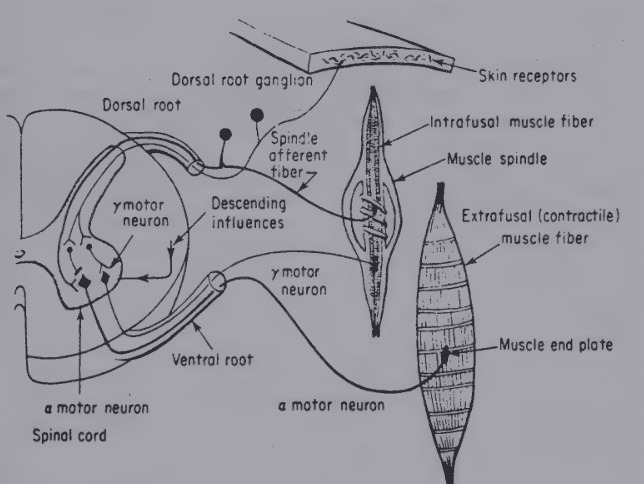 Skin receptors
Dorsal root ganglion
Dorsal root
Intrafusal muscle fiber
Spindle
afferent
fiber
Muscle spindle
γ motor
neuron
Descending
influences
Extrafusal (contractile)
muscle fiber
γ motor
neuron
Ventral root
Muscle end plate
α motor neuron
α motor neuron
Spinal cord